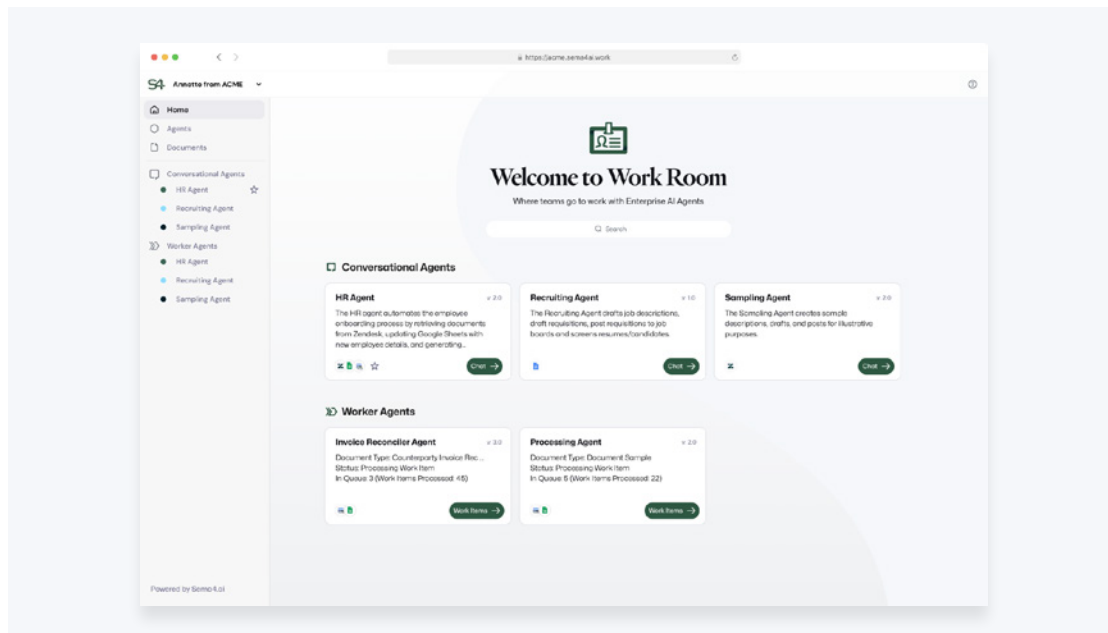 https://acme.sema4ai.work
S4 Annette from ACME
Home
Agents
Documents
Conversational Agents
HR Agent
Recruiting Agent
Sampling Agent
Worker Agents
HR Agent
Recruiting Agent
Sampling Agent
Powered by Sema4.ai
Welcome to Work Room
Where teams go to work with Enterprise AI Agents
Search
Conversational Agents
HR Agent v 2.0
The HR agent automates the employee
onboarding process by retrieving documents
from Zendesk, updating Google Sheets with
new employee details, and generating...
Chat
Recruiting Agent v 1.0
The Recruiting Agent drafts job descriptions,
draft requisitions, post requisitions to job
boards and screens resumes/candidates.
Chat
Sampling Agent v 2.0
The Sampling Agent creates sample
descriptions, drafts, and posts for illustrative
purposes.
Chat
Worker Agents
Invoice Reconciler Agent v 3.0
Document Type: Counterparty Invoice Rec...
Status: Processing Work Item
In Queue: 3 (Work Items Processed: 45)
Work Items
Processing Agent v 2.0
Document Type: Document Sample
Status: Processing Work Item
In Queue: 5 (Work Items Processed: 22)
Work Items